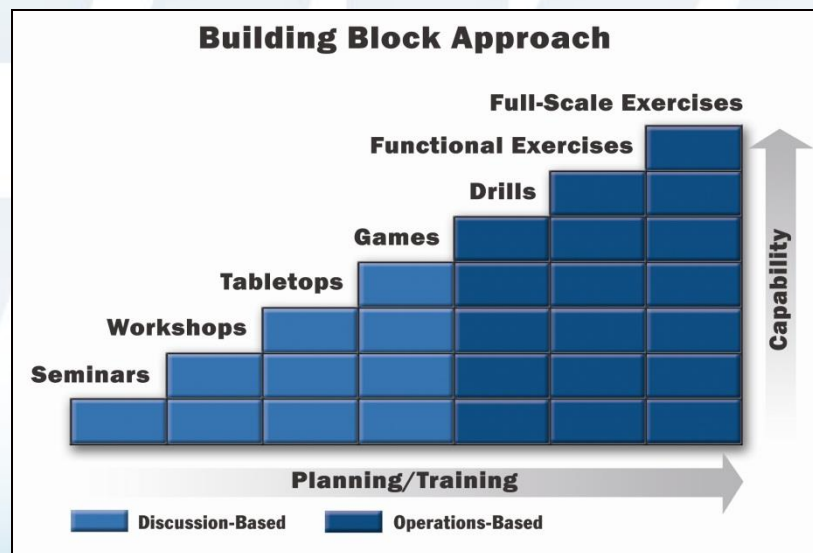 Building Block Approach
Full-Scale Exercises
Functional Exercises
Drills
Games
Tabletops
Workshops
Seminars
Capability
Planning/Training
Discussion-Based
Operations-Based